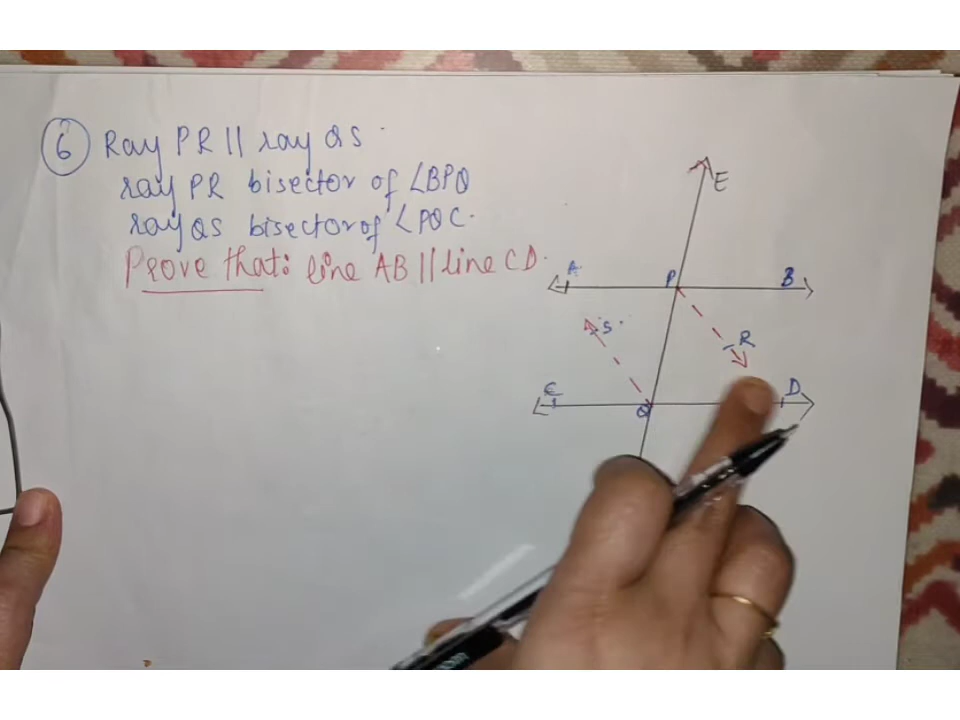 6 Ray PR || ray QS
ray PR bisector of ∠BPQ
ray QS bisector of ∠PQC.
Prove that: line AB || line CD.
E
A P B
S R
C Q D